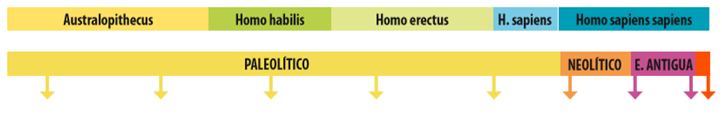 Australopithecus Homo habilis Homo erectus H. sapiens Homo sapiens sapiens
PALEOLÍTICO NEOLÍTICO E. ANTIGUA